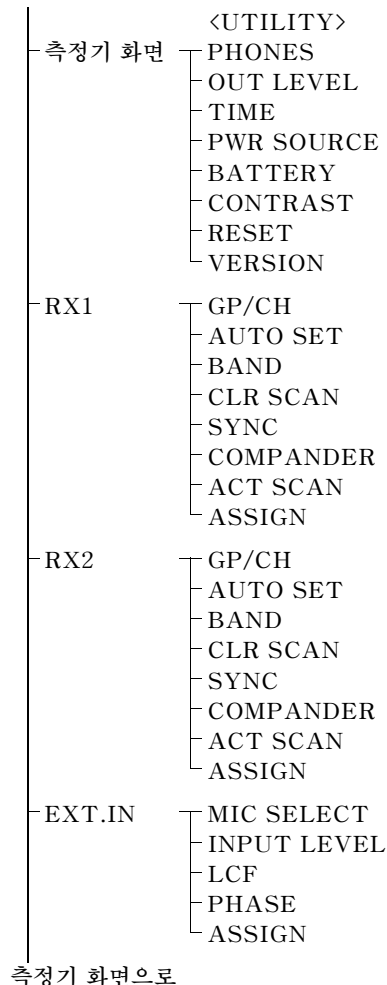 <UTILITY>
측정기 화면 PHONES
OUT LEVEL
TIME
PWR SOURCE
BATTERY
CONTRAST
RESET
VERSION
RX1 GP/CH
AUTO SET
BAND
CLR SCAN
SYNC
COMPANDER
ACT SCAN
ASSIGN
RX2 GP/CH
AUTO SET
BAND
CLR SCAN
SYNC
COMPANDER
ACT SCAN
ASSIGN
EXT.IN MIC SELECT
INPUT LEVEL
LCF
PHASE
ASSIGN
측정기 화면으로